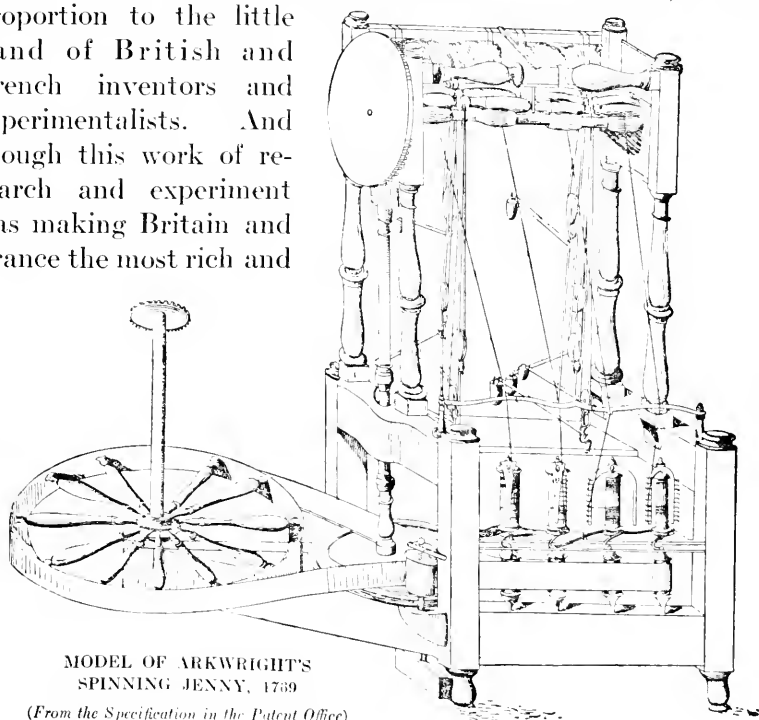 roportion to the little
and of British and
rench inventors and
perimentalists. And
ough this work of re-
arch and experiment
as making Britain and
rance the most rich and
MODEL OF ARKWRIGHT'S
SPINNING JENNY, 1769
(From the Specification in the Patent Office)